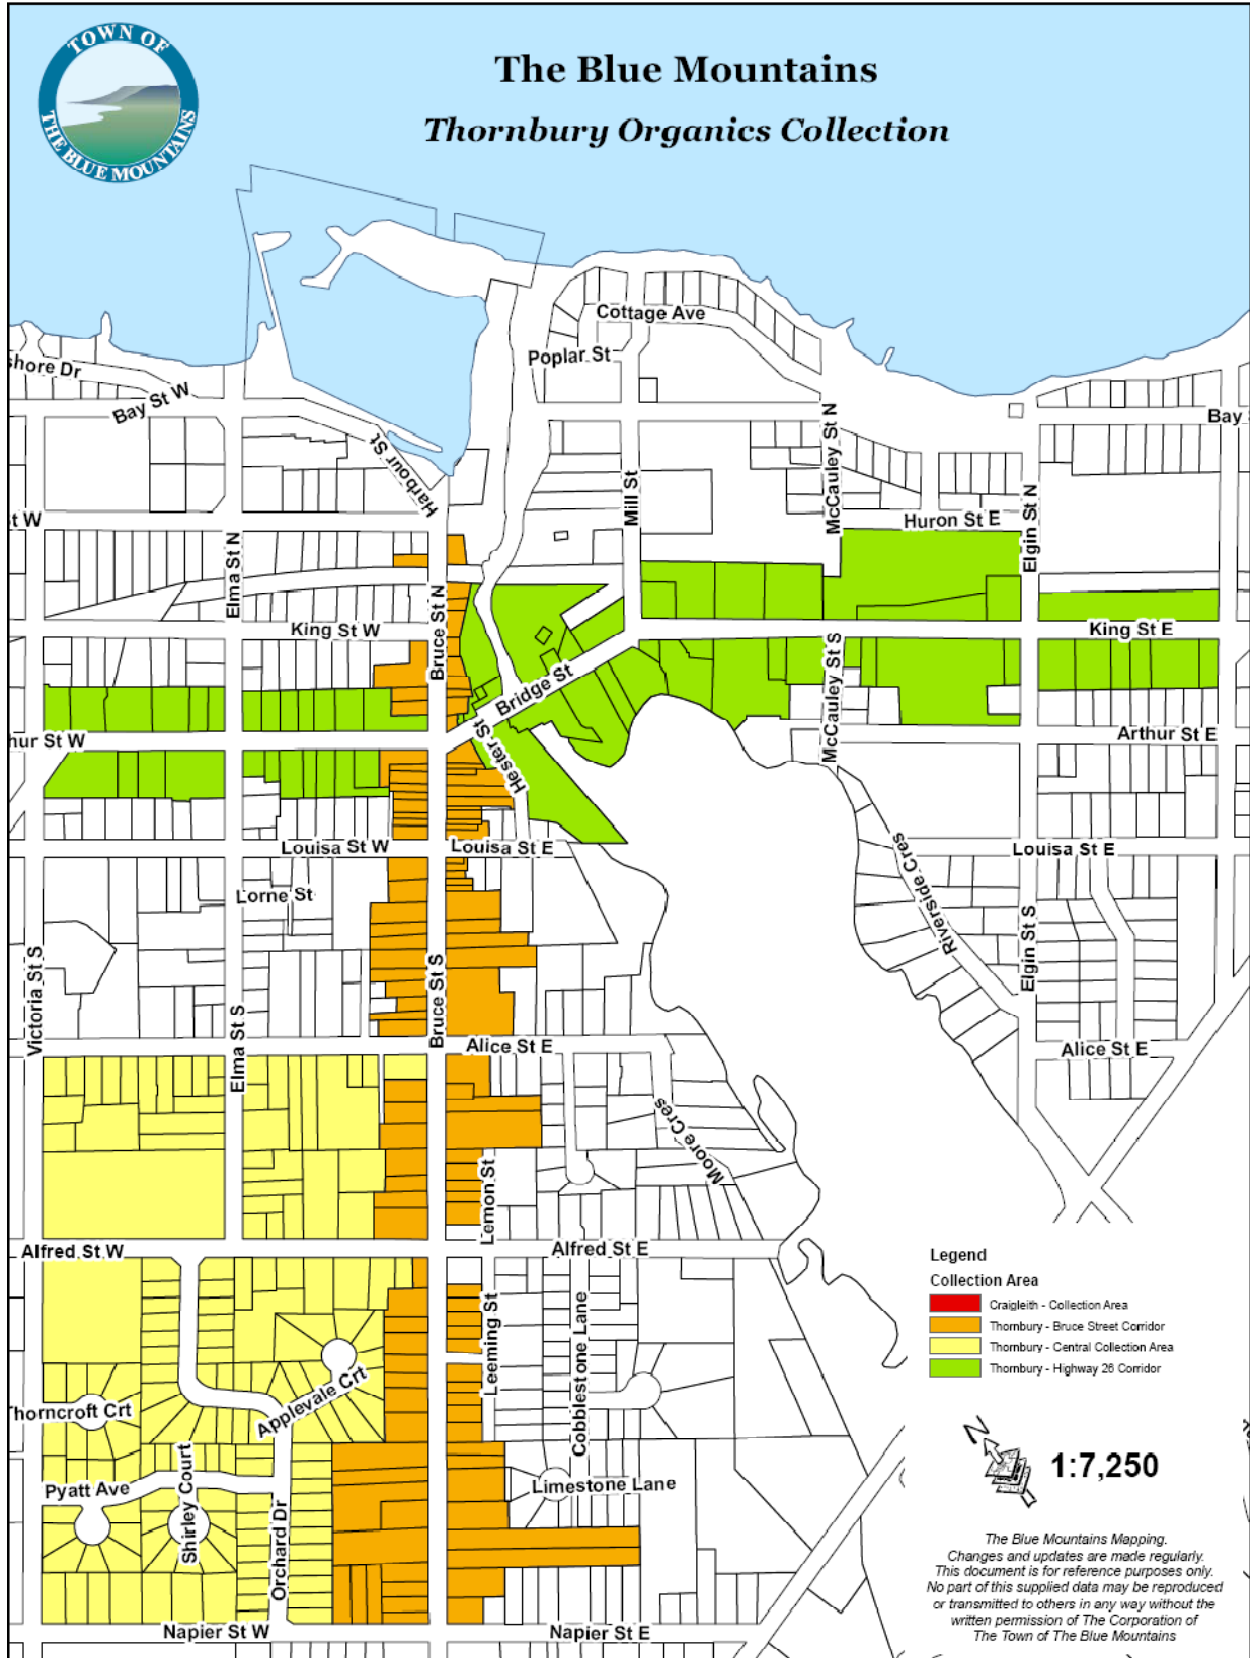 TOWN OF
THE BLUE MOUNTAINS
The Blue Mountains
Thornbury Organics Collection
Cottage Ave
Poplar St
shore Dr
Bay St W
Bay
Harbour St
Mill St
McCauley St N
Elgin St N
Huron St E
t W
Elma St N
Bruce St N
King St W
King St E
Bridge St
McCauley St S
hur St W
Hester St
Arthur St E
Louisa St W
Louisa St E
Louisa St E
Lorne St
Riverside Cres
Victoria St S
Elma St S
Bruce St S
Elgin St S
Alice St E
Alice St E
Moore Cres
Lemon St
Alfred St W
Alfred St E
Leeming St
Cobblestone Lane
Applevale Crt
horncroft Crt
Pyatt Ave
Shirley Court
Orchard Dr
Limestone Lane
Napier St W
Napier St E
Legend
Collection Area
Craigleith - Collection Area
Thornbury - Bruce Street Corridor
Thornbury - Central Collection Area
Thornbury - Highway 26 Corridor
N
1:7,250
The Blue Mountains Mapping.
Changes and updates are made regularly.
This document is for reference purposes only.
No part of this supplied data may be reproduced
or transmitted to others in any way without the
written permission of The Corporation of
The Town of The Blue Mountains